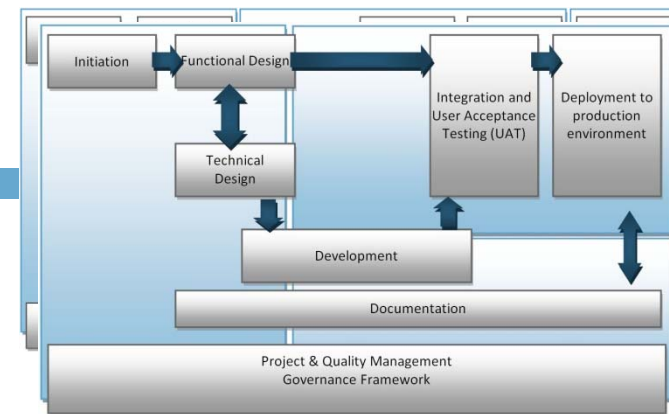 Initiation
Functional Design
Integration and
User Acceptance
Testing (UAT)
Deployment to
production
environment
Technical
Design
Development
Documentation
Project & Quality Management
Governance Framework